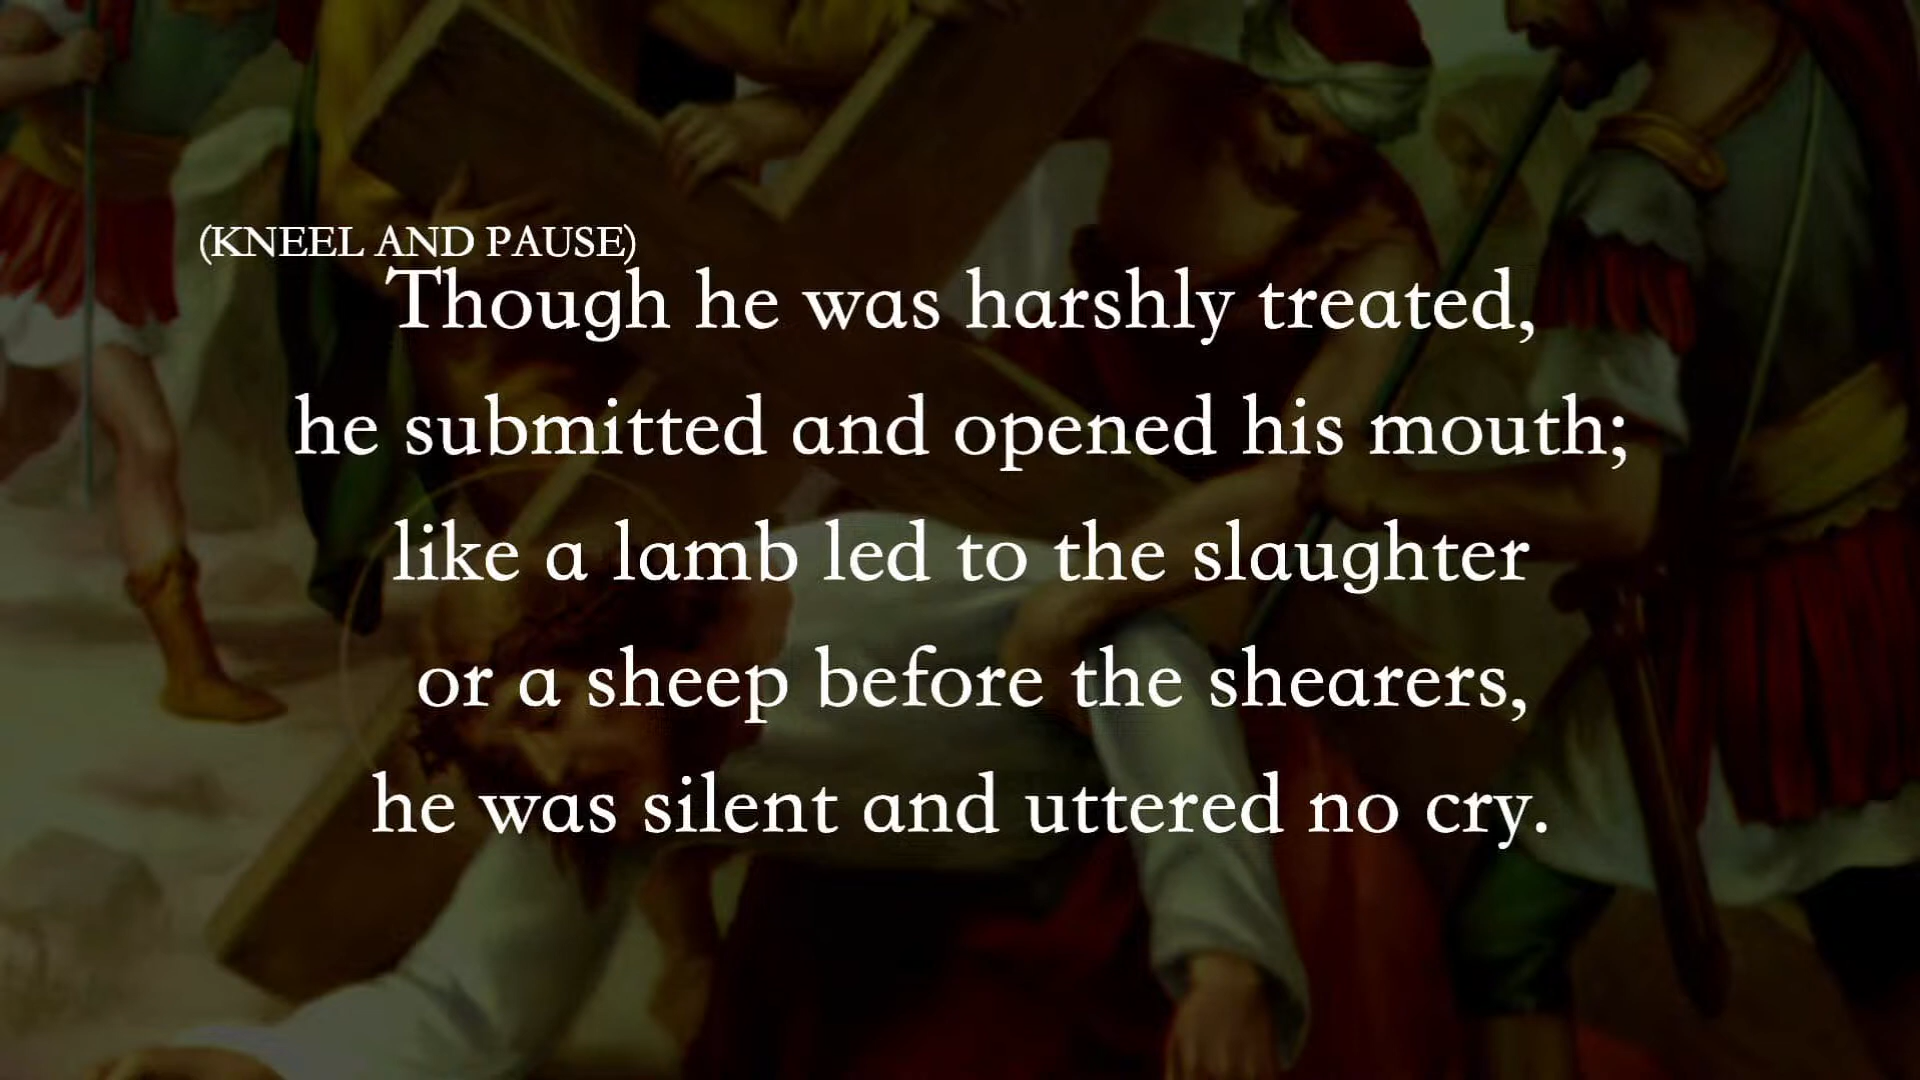 (KNEEL AND PAUSE)
Though he was harshly treated,
he submitted and opened his mouth;
like a lamb led to the slaughter
or a sheep before the shearers,
he was silent and uttered no cry.